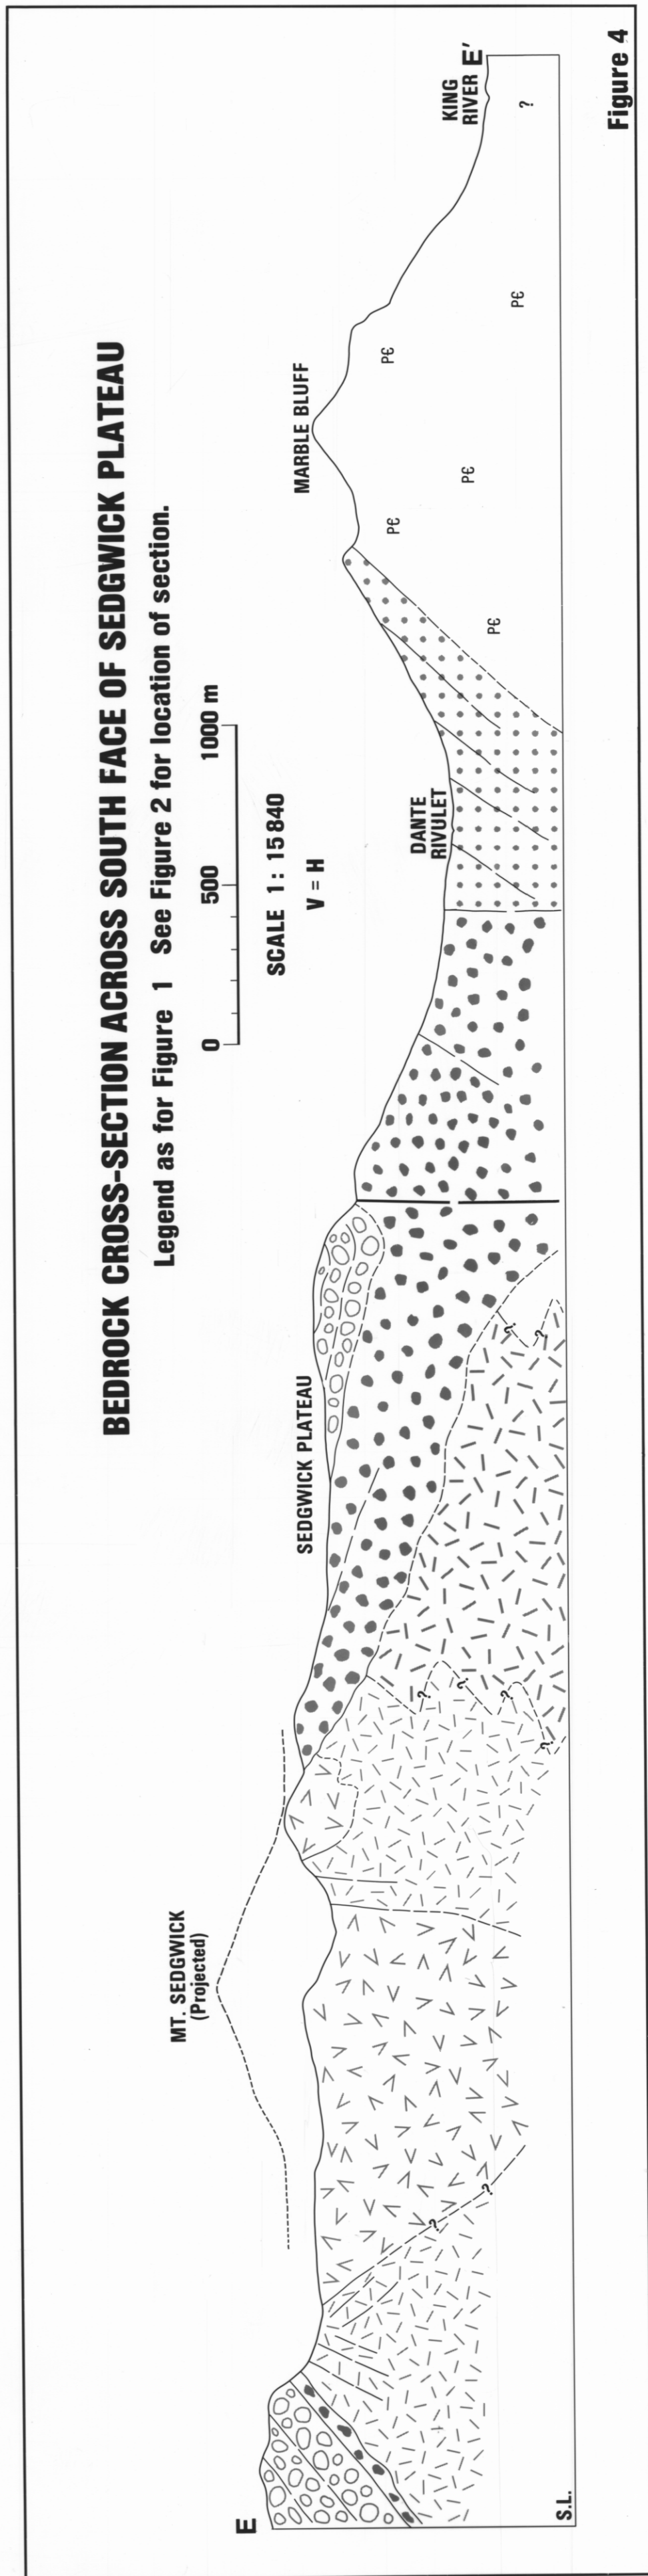 BEDROCK CROSS-SECTION ACROSS SOUTH FACE OF SEDGWICK PLATEAU
Legend as for Figure 1 See Figure 2 for location of section.
0 500 1000 m
SCALE 1 : 15 840
V = H
MT. SEDGWICK
(Projected)
SEDGWICK PLATEAU
DANTE
RIVULET
MARBLE BLUFF
KING
RIVER
E
E'
S.L.
?
?
?
?
?
?
?
?
?
P€
P€
P€
P€
P€
Figure 4